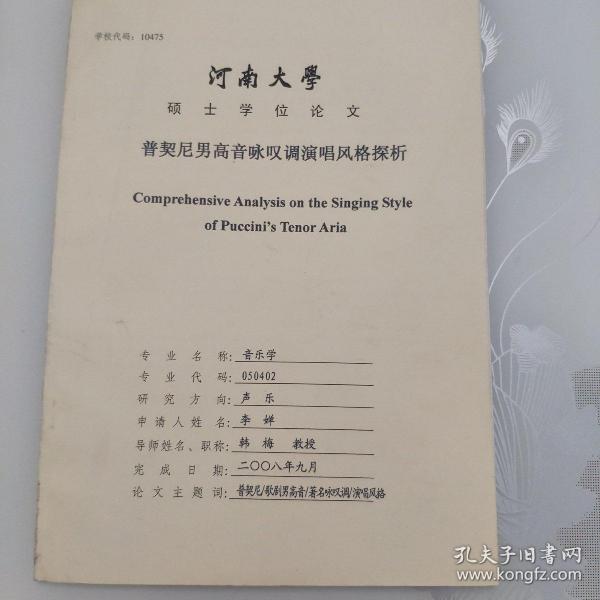 学校代码：10475
河南大學
硕士学位论文
普契尼男高音咏叹调演唱风格探析
Comprehensive Analysis on the Singing Style
of Puccini's Tenor Aria
专业名称：音乐学
专业代码：050402
研究方向：声乐
申请人姓名：李婵
导师姓名、职称：韩梅 教授
完成日期：二〇〇八年九月
论文主题词：普契尼/歌剧男高音/著名咏叹调/演唱风格
孔夫子旧书网
www.kongfz.com